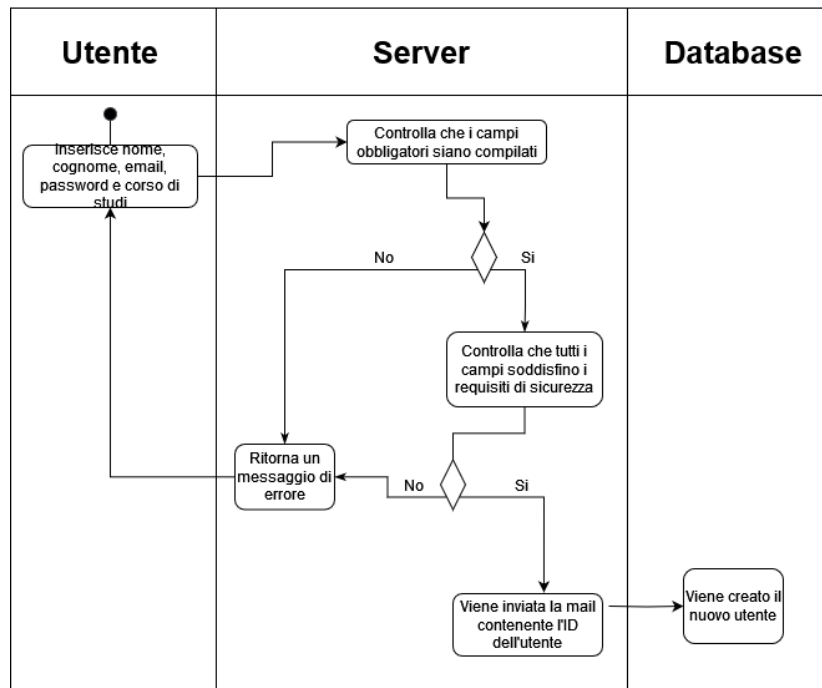 Utente
Server
Database
Inserisce nome,
cognome, email,
password e corso di
studi
Controlla che i campi
obbligatori siano compilati
No
Si
Controlla che tutti i
campi soddisfino i
requisiti di sicurezza
Ritorna un
messaggio di
errore
No
Si
Viene inviata la mail
contenente l'ID
dell'utente
Viene creato il
nuovo utente